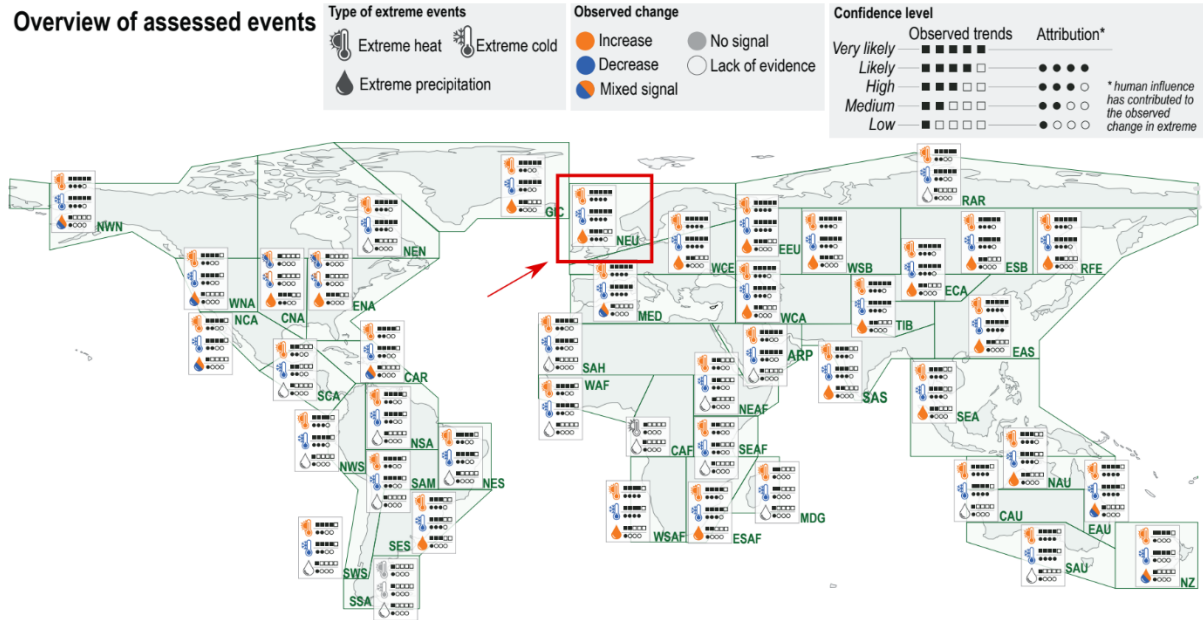 Overview of assessed events
Type of extreme events
Extreme heat
Extreme cold
Extreme precipitation
Observed change
Increase
No signal
Decrease
Lack of evidence
Mixed signal
Confidence level
Observed trends
Attribution*
Very likely
Likely
High
Medium
Low
* human influence
has contributed to
the observed
change in extreme
RAR
GIC
NWN
NEU
NEN
WCE
EEU
WSB
ESB
RFE
ECA
WNA
CNA
ENA
MED
WCA
TIB
NCA
EAS
ARP
SAH
CAR
SCA
WAF
SAS
NEAF
SEA
NSA
CAF
SEAF
NWS
SAM
NES
NAU
MDG
CAU
EAU
WSAF
ESAF
SES
SWS
SAU
NZ
SSA